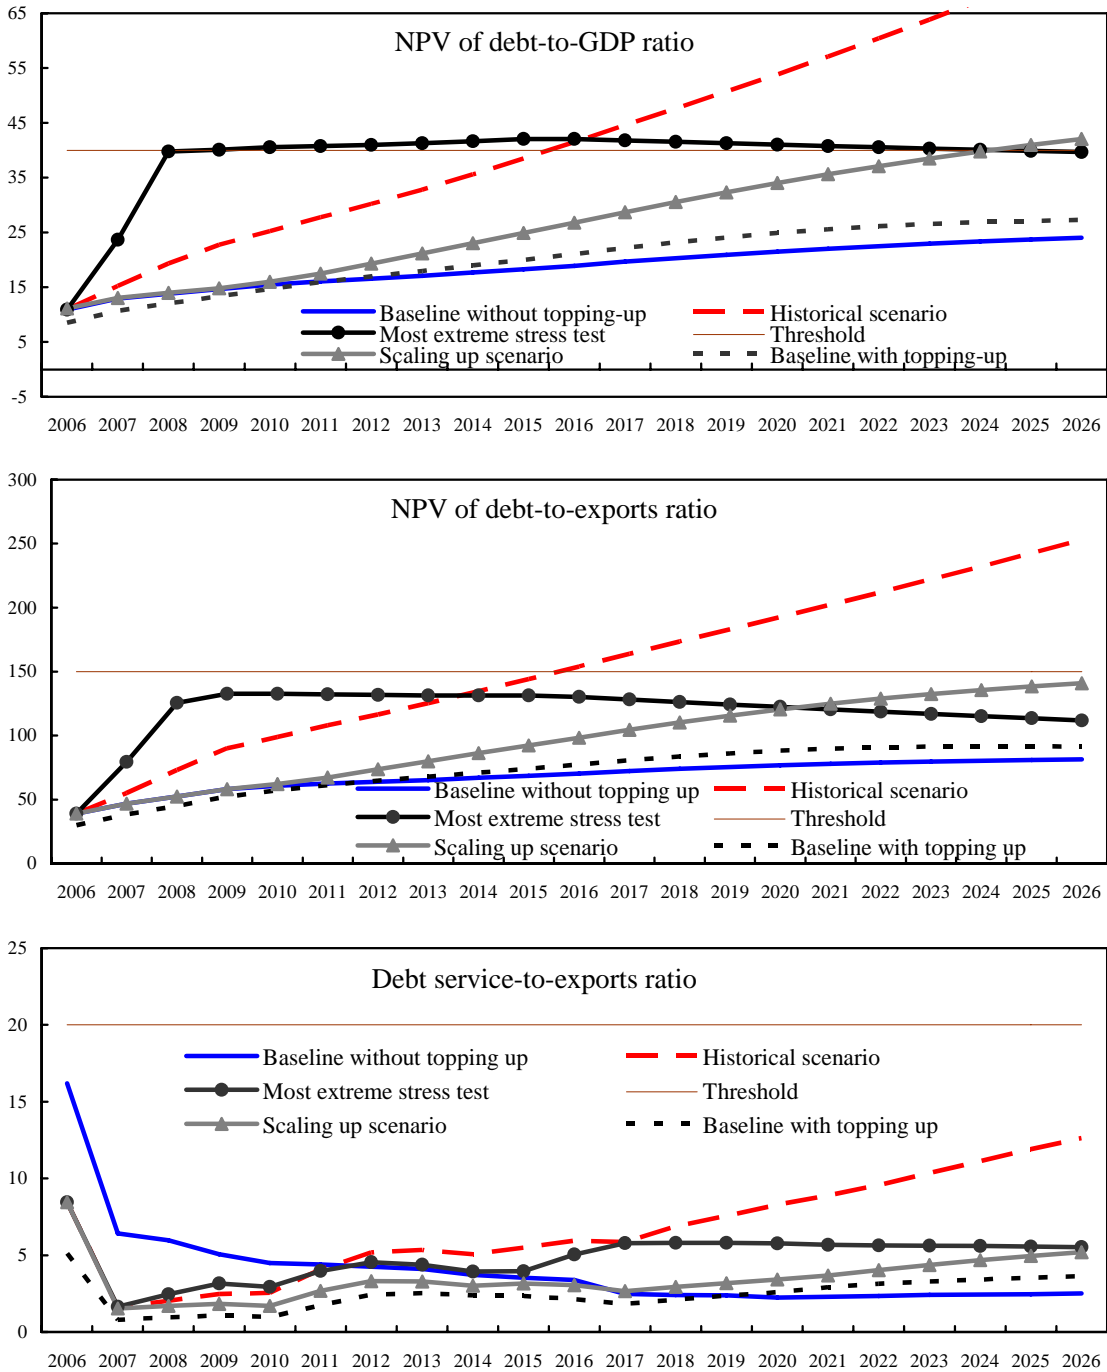 65
NPV of debt-to-GDP ratio
55
45
35
25
15
Baseline without topping-up
Historical scenario
Most extreme stress test
Threshold
5
Scaling up scenario
Baseline with topping-up
-5
2006 2007 2008 2009 2010 2011 2012 2013 2014 2015 2016 2017 2018 2019 2020 2021 2022 2023 2024 2025 2026
300
NPV of debt-to-exports ratio
250
200
150
100
Baseline without topping up
Historical scenario
50
Most extreme stress test
Threshold
Scaling up scenario
Baseline with topping up
0
2006 2007 2008 2009 2010 2011 2012 2013 2014 2015 2016 2017 2018 2019 2020 2021 2022 2023 2024 2025 2026
25
Debt service-to-exports ratio
20
Baseline without topping up
Historical scenario
Most extreme stress test
Threshold
15
Scaling up scenario
Baseline with topping up
10
5
0
2006 2007 2008 2009 2010 2011 2012 2013 2014 2015 2016 2017 2018 2019 2020 2021 2022 2023 2024 2025 2026